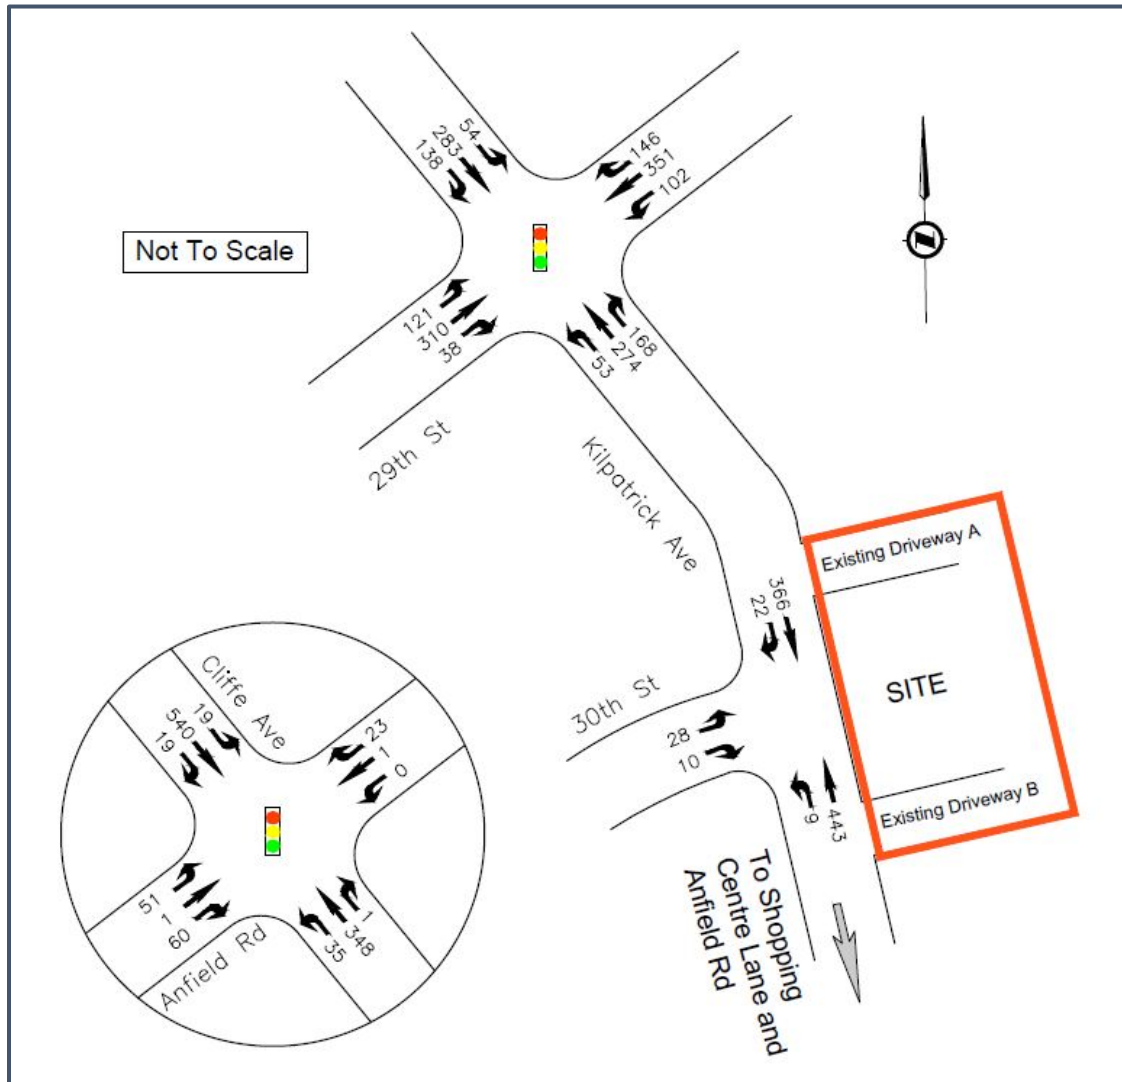 Not To Scale
54
283
138
146
351
102
121
310
38
168
274
53
29th St
Kilpatrick Ave
Existing Driveway A
366
22
SITE
30th St
28
10
Existing Driveway B
443
9
To Shopping
Centre Lane and
Anfield Rd
Cliffe Ave
19
540
19
23
1
0
51
1
60
1
348
35
Anfield Rd